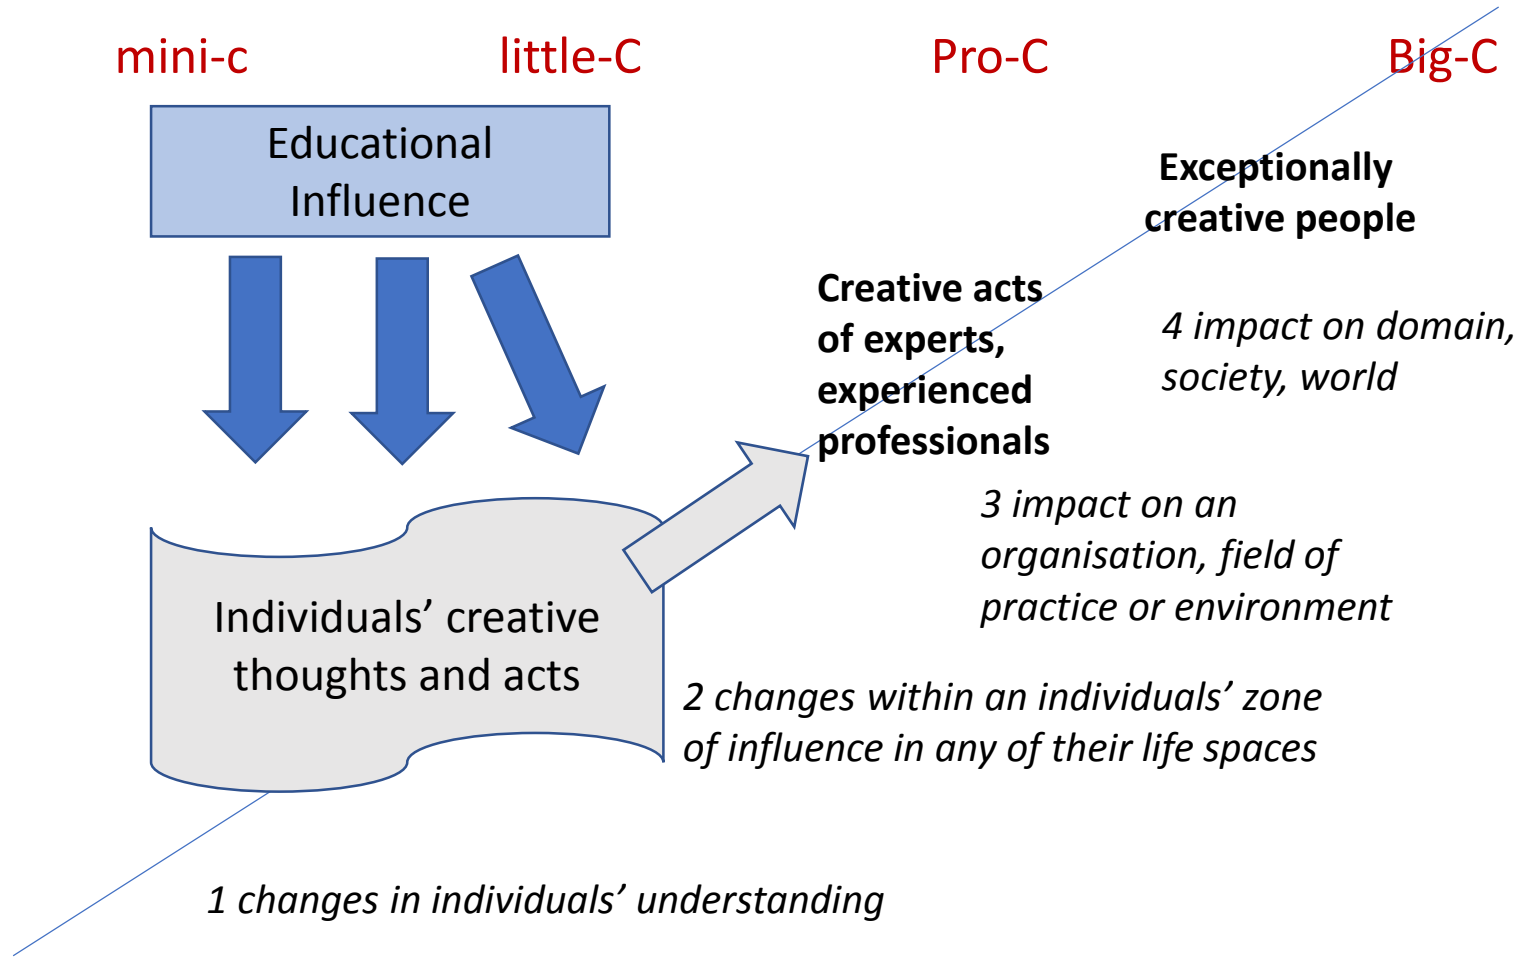 mini-c
little-C
Pro-C
Big-C
Educational
Influence
Exceptionally
creative people
Creative acts
of experts,
experienced
professionals
4 impact on domain,
society, world
3 impact on an
organisation, field of
practice or environment
Individuals’ creative
thoughts and acts
2 changes within an individuals’ zone
of influence in any of their life spaces
1 changes in individuals’ understanding